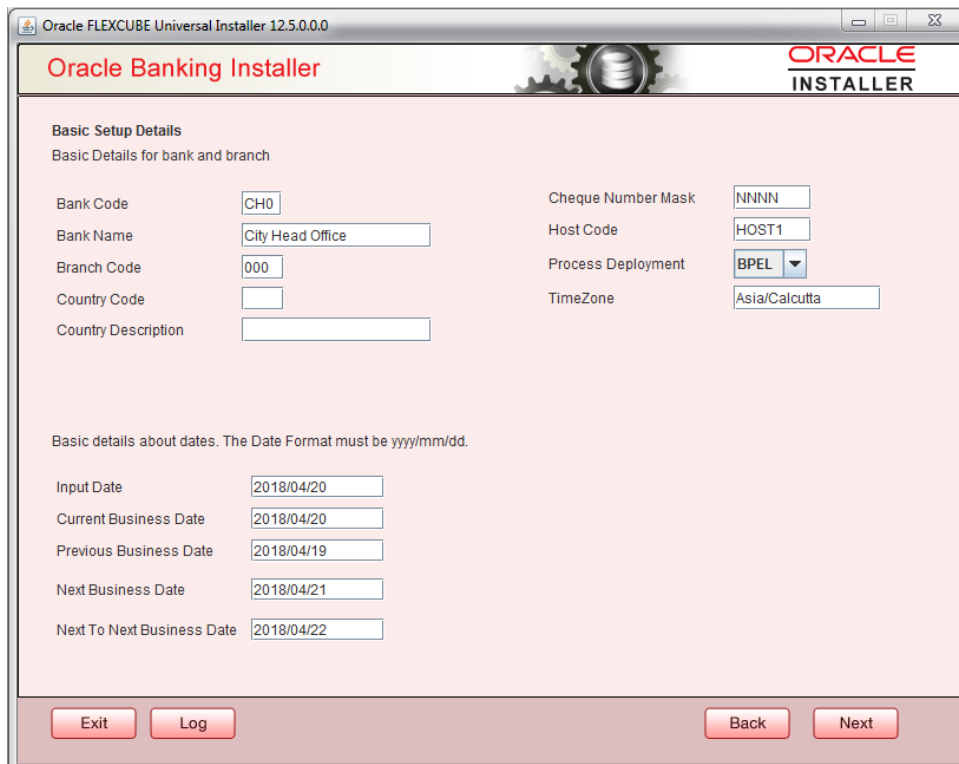 Oracle FLEXCUBE Universal Installer 12.5.0.0.0
Oracle Banking Installer
ORACLE
INSTALLER
Basic Setup Details
Basic Details for bank and branch
Bank Code CH0
Bank Name City Head Office
Branch Code 000
Country Code
Country Description
Cheque Number Mask NNNN
Host Code HOST1
Process Deployment BPEL
TimeZone Asia/Calcutta
Basic details about dates. The Date Format must be yyyy/mm/dd.
Input Date 2018/04/20
Current Business Date 2018/04/20
Previous Business Date 2018/04/19
Next Business Date 2018/04/21
Next To Next Business Date 2018/04/22
Exit Log Back Next